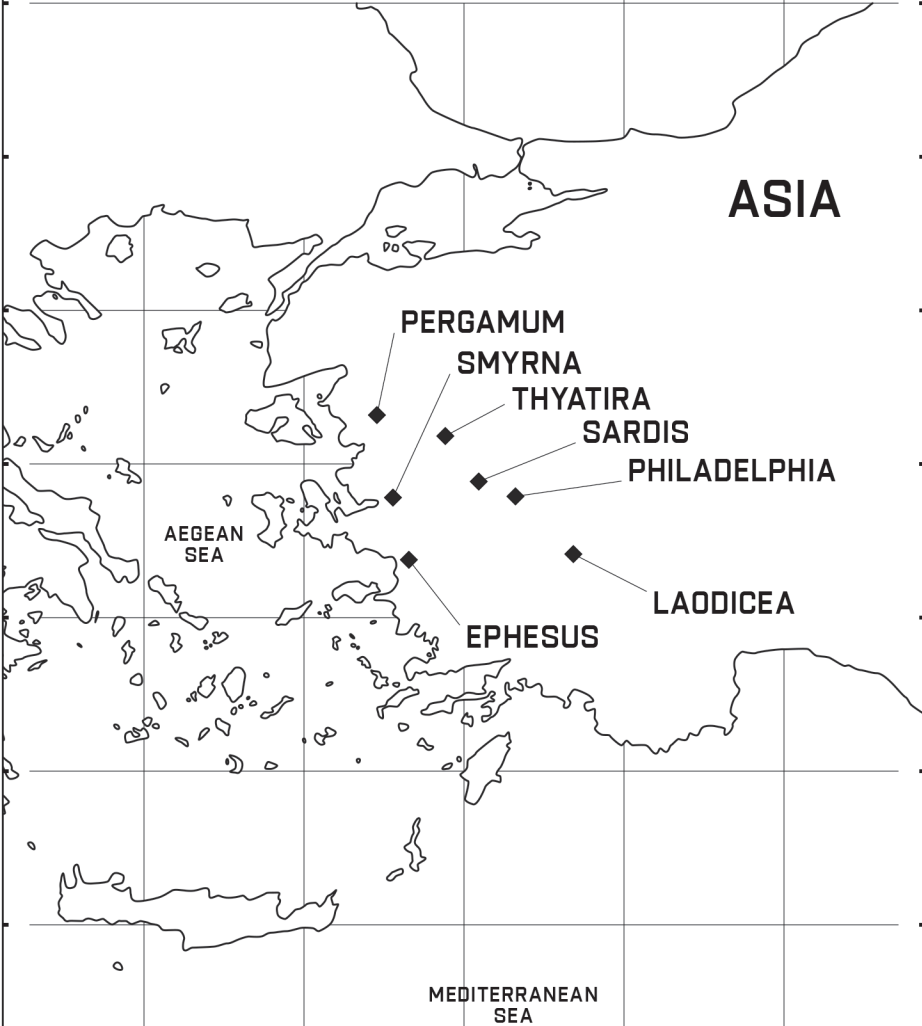 ASIA
PERGAMUM
SMYRNA
THYATIRA
SARDIS
PHILADELPHIA
AEGEAN
SEA
LAODICEA
EPHESUS
MEDITERRANEAN
SEA